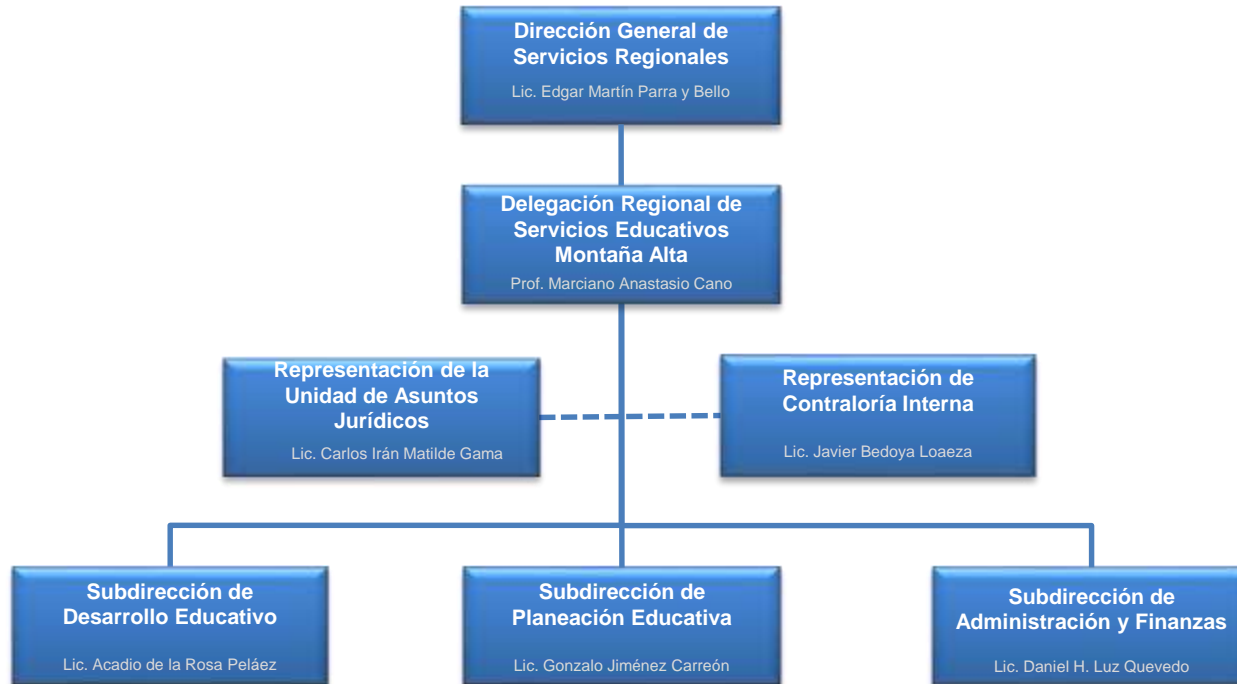 Dirección General de
Servicios Regionales
Lic. Edgar Martín Parra y Bello
Delegación Regional de
Servicios Educativos
Montaña Alta
Prof. Marciano Anastasio Cano
Representación de la
Unidad de Asuntos
Jurídicos
Lic. Carlos Irán Matilde Gama
Representación de
Contraloría Interna
Lic. Javier Bedoya Loaeza
Subdirección de
Desarrollo Educativo
Lic. Acadio de la Rosa Peláez
Subdirección de
Planeación Educativa
Lic. Gonzalo Jiménez Carreón
Subdirección de
Administración y Finanzas
Lic. Daniel H. Luz Quevedo